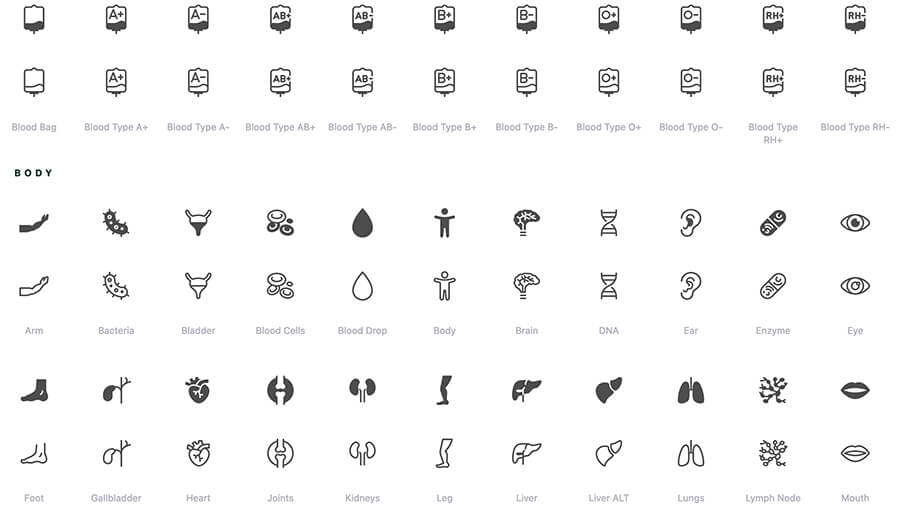 A+ A- AB+ AB- B+ B- O+ O- RH+ RH-
A+ A- AB+ AB- B+ B- O+ O- RH+ RH-
Blood Bag Blood Type A+ Blood Type A- Blood Type AB+ Blood Type AB- Blood Type B+ Blood Type B- Blood Type O+ Blood Type O- Blood Type Blood Type RH-
RH+
BODY
Arm Bacteria Bladder Blood Cells Blood Drop Body Brain DNA Ear Enzyme Eye
Foot Gallbladder Heart Joints Kidneys Leg Liver Liver ALT Lungs Lymph Node Mouth